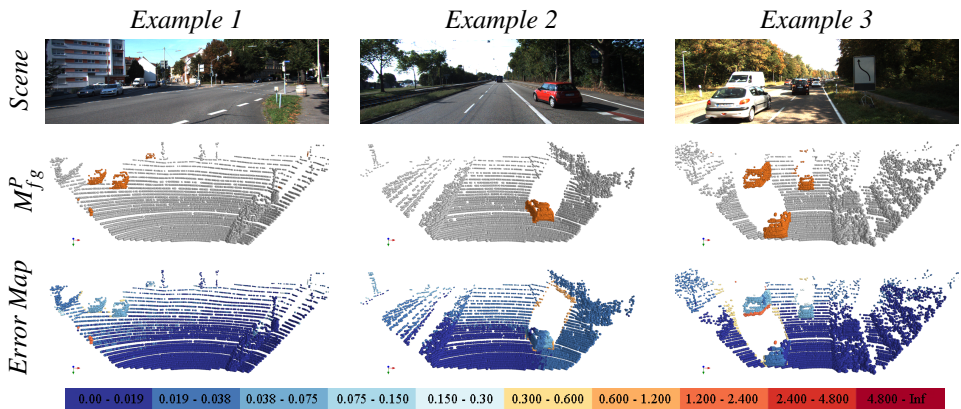 Example 1 Example 2 Example 3
Scene
M^P_fg
Error Map
0.00 - 0.019 0.019 - 0.038 0.038 - 0.075 0.075 - 0.150 0.150 - 0.30 0.300 - 0.600 0.600 - 1.200 1.200 - 2.400 2.400 - 4.800 4.800 - Inf